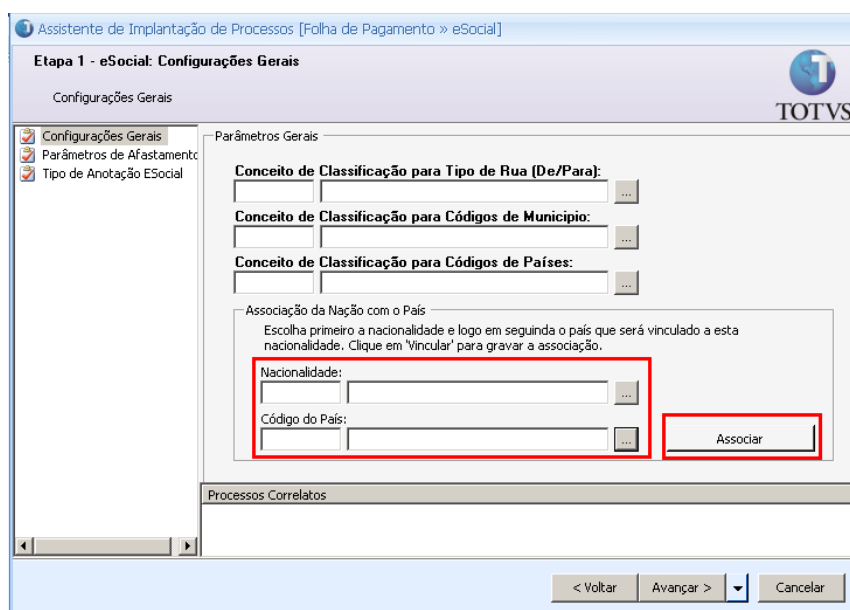 Assistente de Implantação de Processos [Folha de Pagamento » eSocial]
Etapa 1 - eSocial: Configurações Gerais
Configurações Gerais
TOTVS
Configurações Gerais
Parâmetros de Afastamento
Tipo de Anotação ESocial
Parâmetros Gerais
Conceito de Classificação para Tipo de Rua (De/Para):
...
Conceito de Classificação para Códigos de Municipio:
...
Conceito de Classificação para Códigos de Países:
...
Associação da Nação com o País
Escolha primeiro a nacionalidade e logo em seguinda o país que será vinculado a esta
nacionalidade. Clique em 'Vincular' para gravar a associação.
Nacionalidade:
...
Código do País:
...
Associar
Processos Correlatos
< Voltar
Avançar >
Cancelar